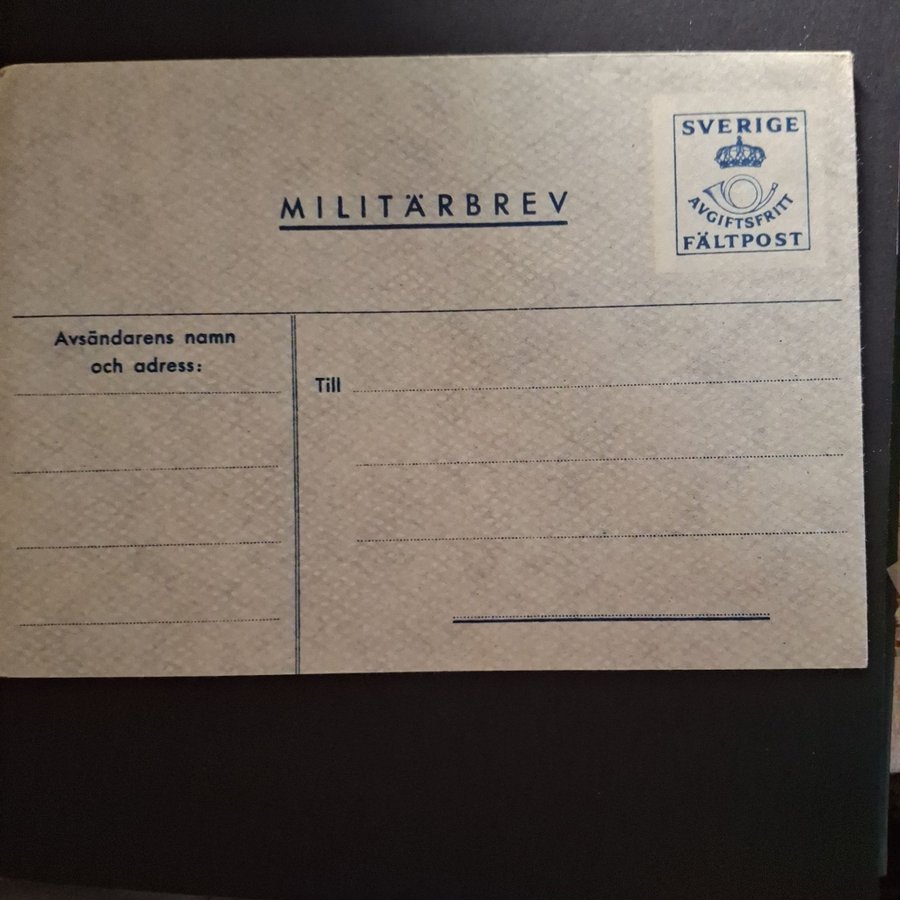 SVERIGE
AVGIFTSFRITT
FÄLTPOST
MILITÄRBREV
Avsändarens namn
och adress:
Till